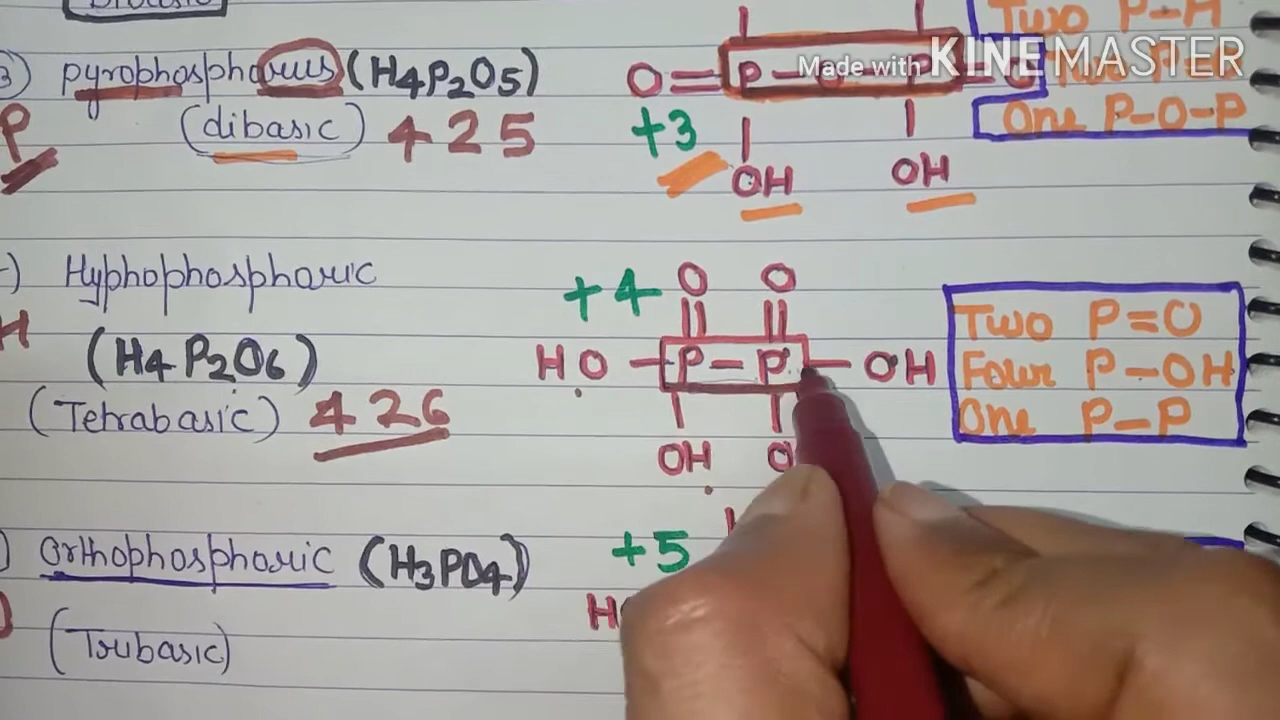 Two P-H
3) pyrophosphorus (H4P2O5)
O=P-O-P
Made with KINEMASTER
P
(dibasic) 4 2 5
+3
One P-O-P
OH OH
-) Hyphophosphoric
+4 O O
H
(H4P2O6)
HO-P-P-OH
Two P=O
Four P-OH
One P-P
(Tetrabasic) 4 2 6
OH O
) Orthophosphoric (H3PO4)
+5
H
(Tribasic)